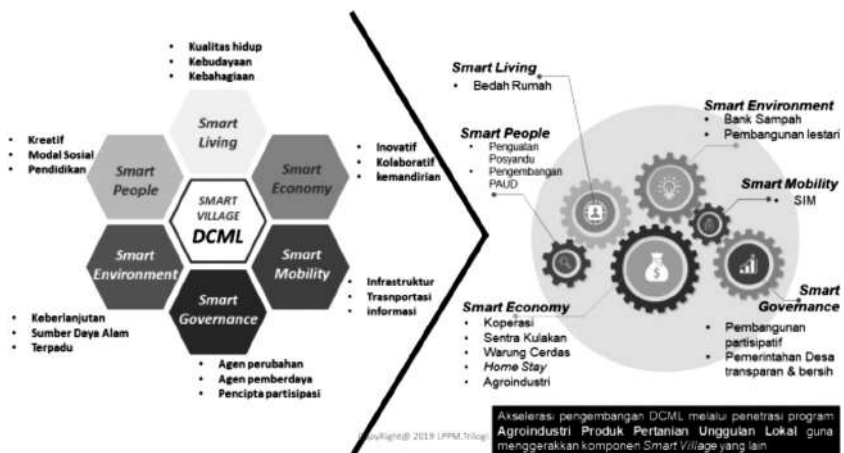 • Kualitas hidup
• Kebudayaan
• Kebahagiaan
Smart
Living
• Kreatif
• Modal Sosial
• Pendidikan
Smart
People
• Inovatif
• Kolaboratif
• kemandirian
Smart
Economy
SMART
VILLAGE
DCML
Smart
Environment
Smart
Mobility
Smart
Governance
• Infrastruktur
• Trasnportasi
• informasi
• Keberlanjutan
• Sumber Daya Alam
• Terpadu
• Agen perubahan
• Agen pemberdaya
• Pencipta partisipasi
Smart Living
• Bedah Rumah
Smart People
• Penguatan
Posyandu
• Pengembangan
PAUD
Smart Environment
• Bank Sampah
• Pembangunan lestari
Smart Mobility
• SIM
Smart Economy
• Koperasi
• Sentra Kulakan
• Warung Cerdas
• Home Stay
• Agroindustri
Smart
Governance
• Pembangunan
partisipatif
• Pemerintahan Desa
transparan & bersih
CopyRight@ 2019 LPPM.Trilogi
Akselerasi pengembangan DCML melalui penetrasi program
Agroindustri Produk Pertanian Unggulan Lokal guna
menggerakkan komponen Smart Village yang lain